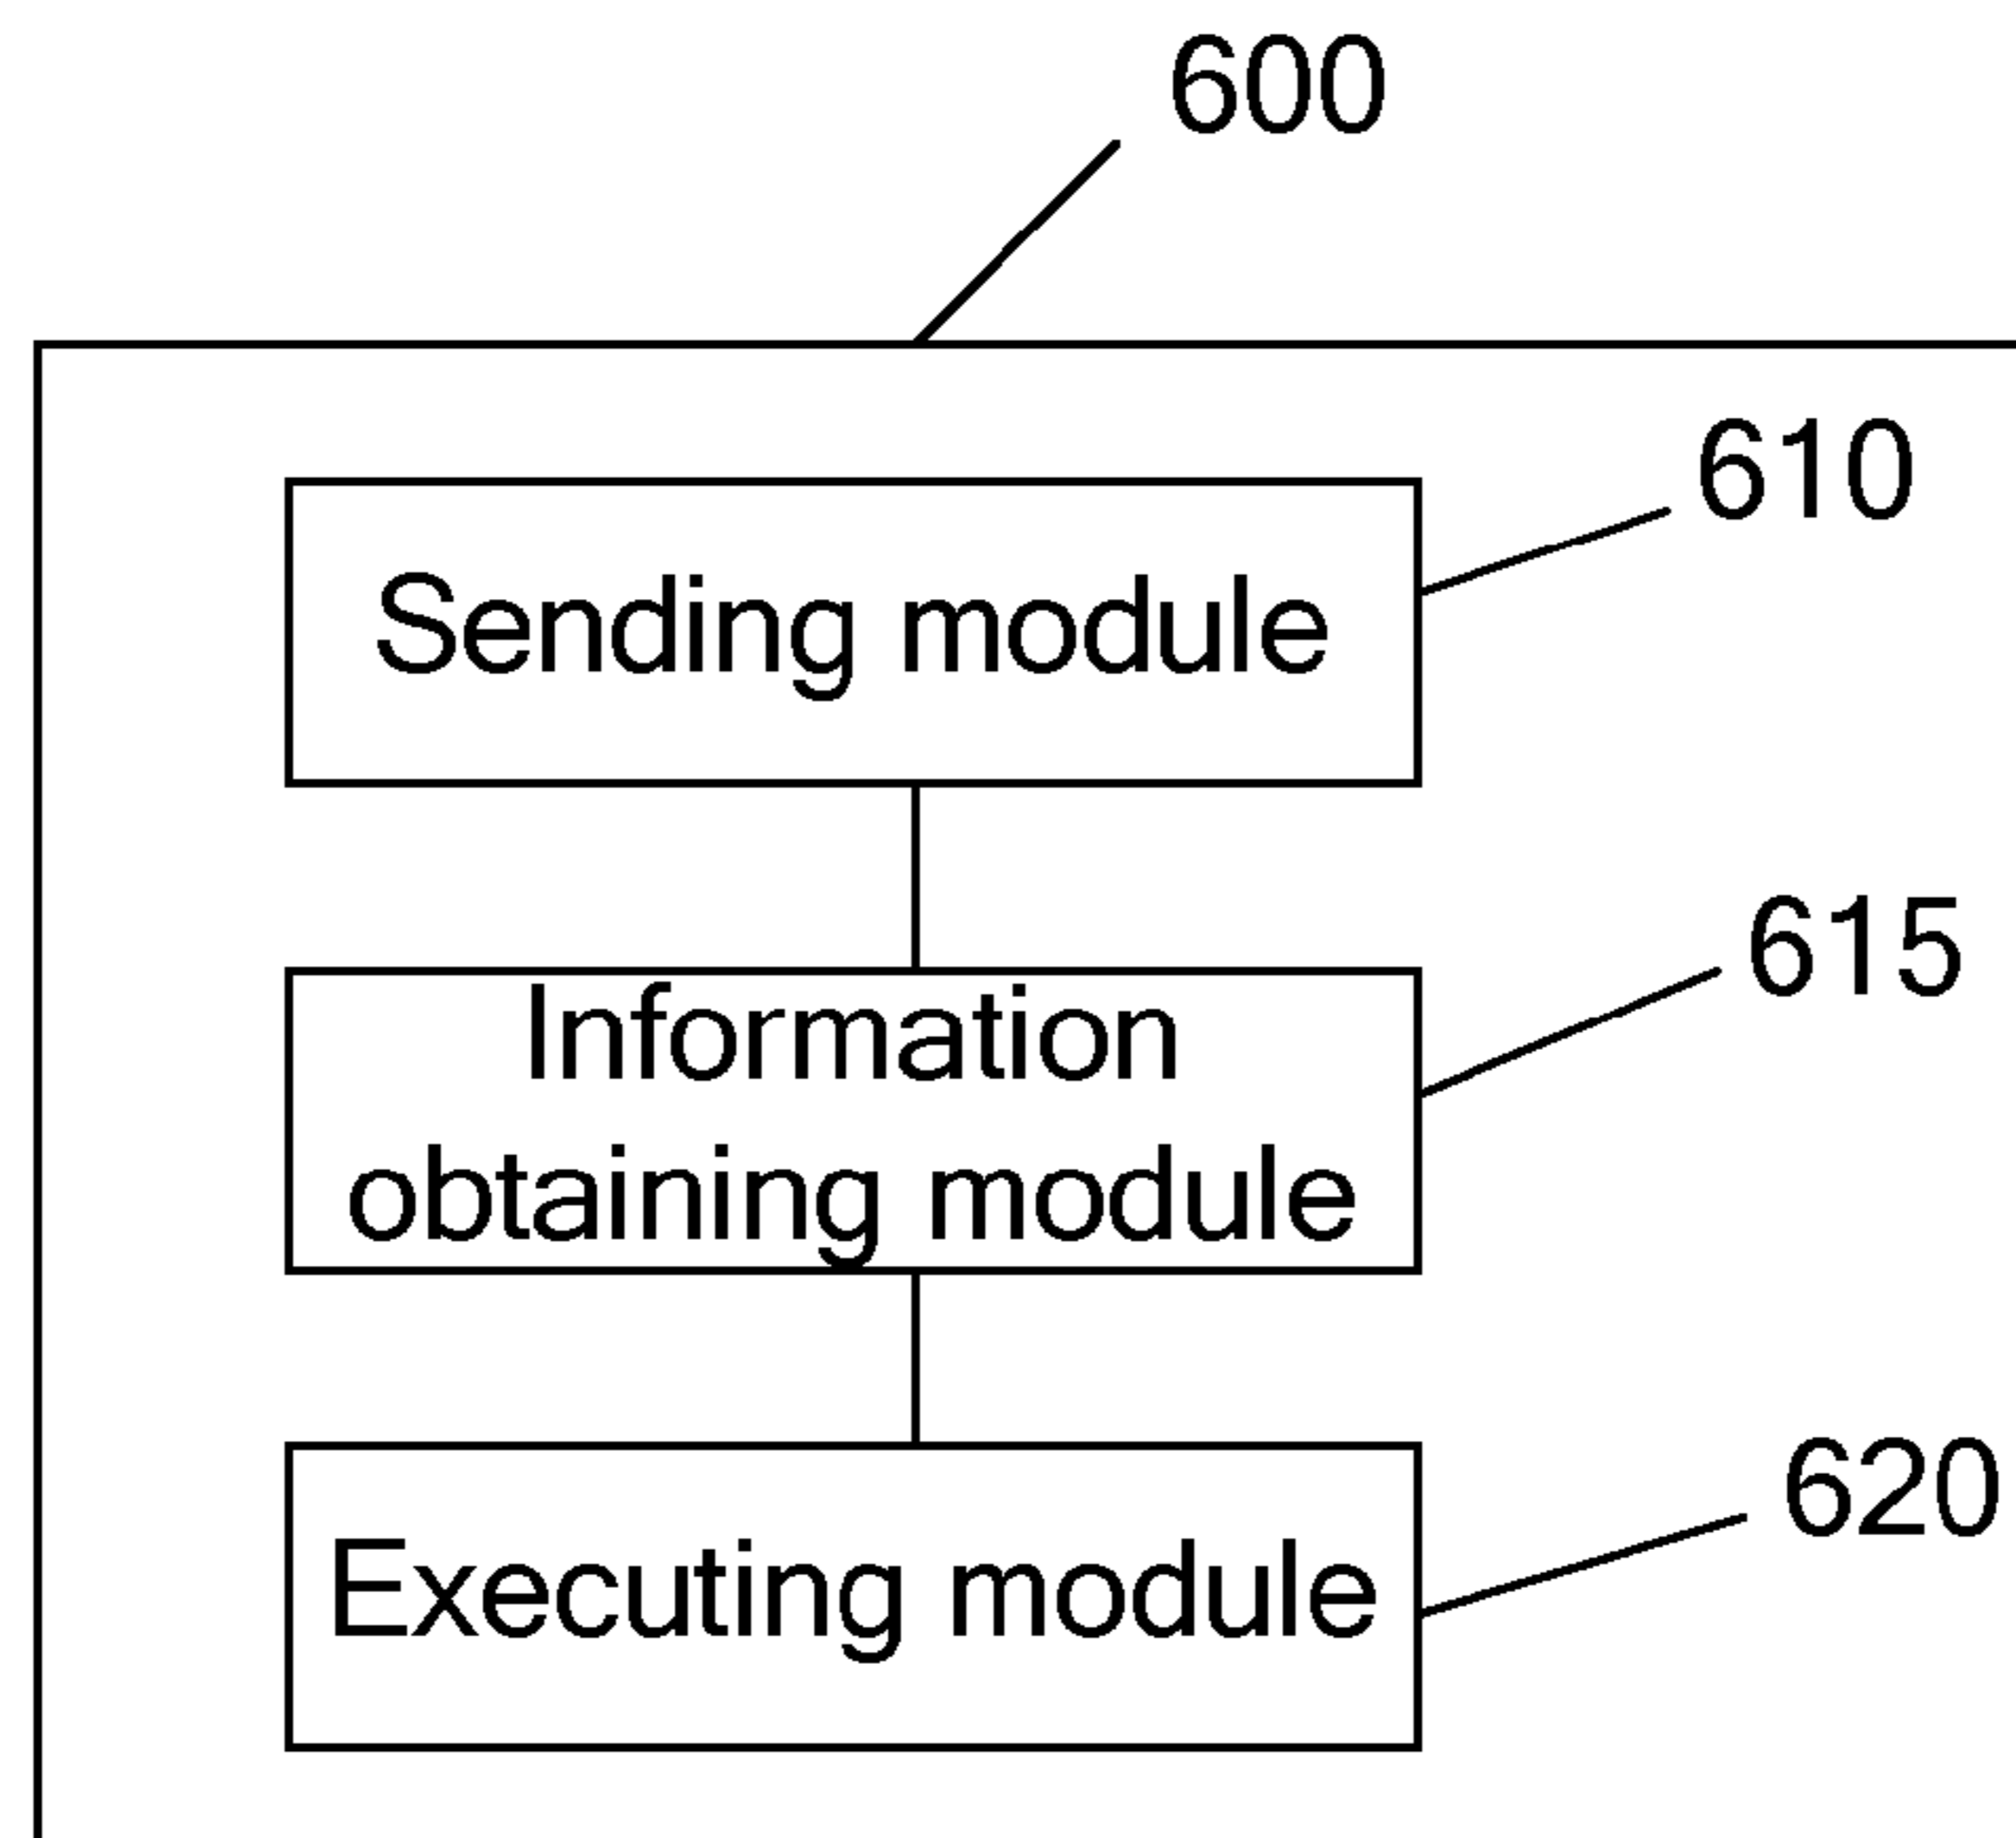 600
610
Sending module
615
Information
obtaining module
620
Executing module